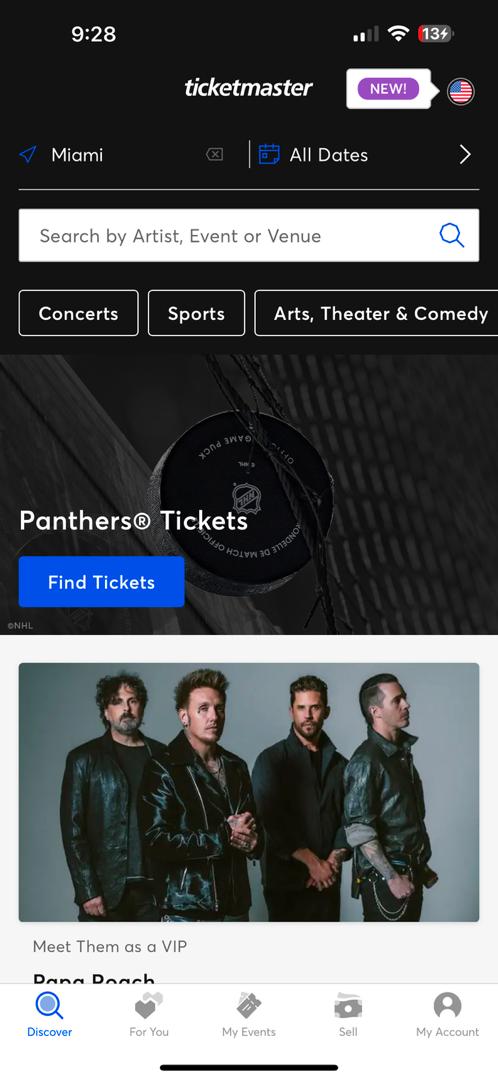 9:28
13
ticketmaster
NEW!
Miami
All Dates
Search by Artist, Event or Venue
Concerts
Sports
Arts, Theater & Comedy
OFFICIAL GAME PUCK
NHL
RONDELLE DE MATCH OFFICIELLE
Panthers® Tickets
Find Tickets
©NHL
Meet Them as a VIP
Papa Roach
Discover
For You
My Events
Sell
My Account